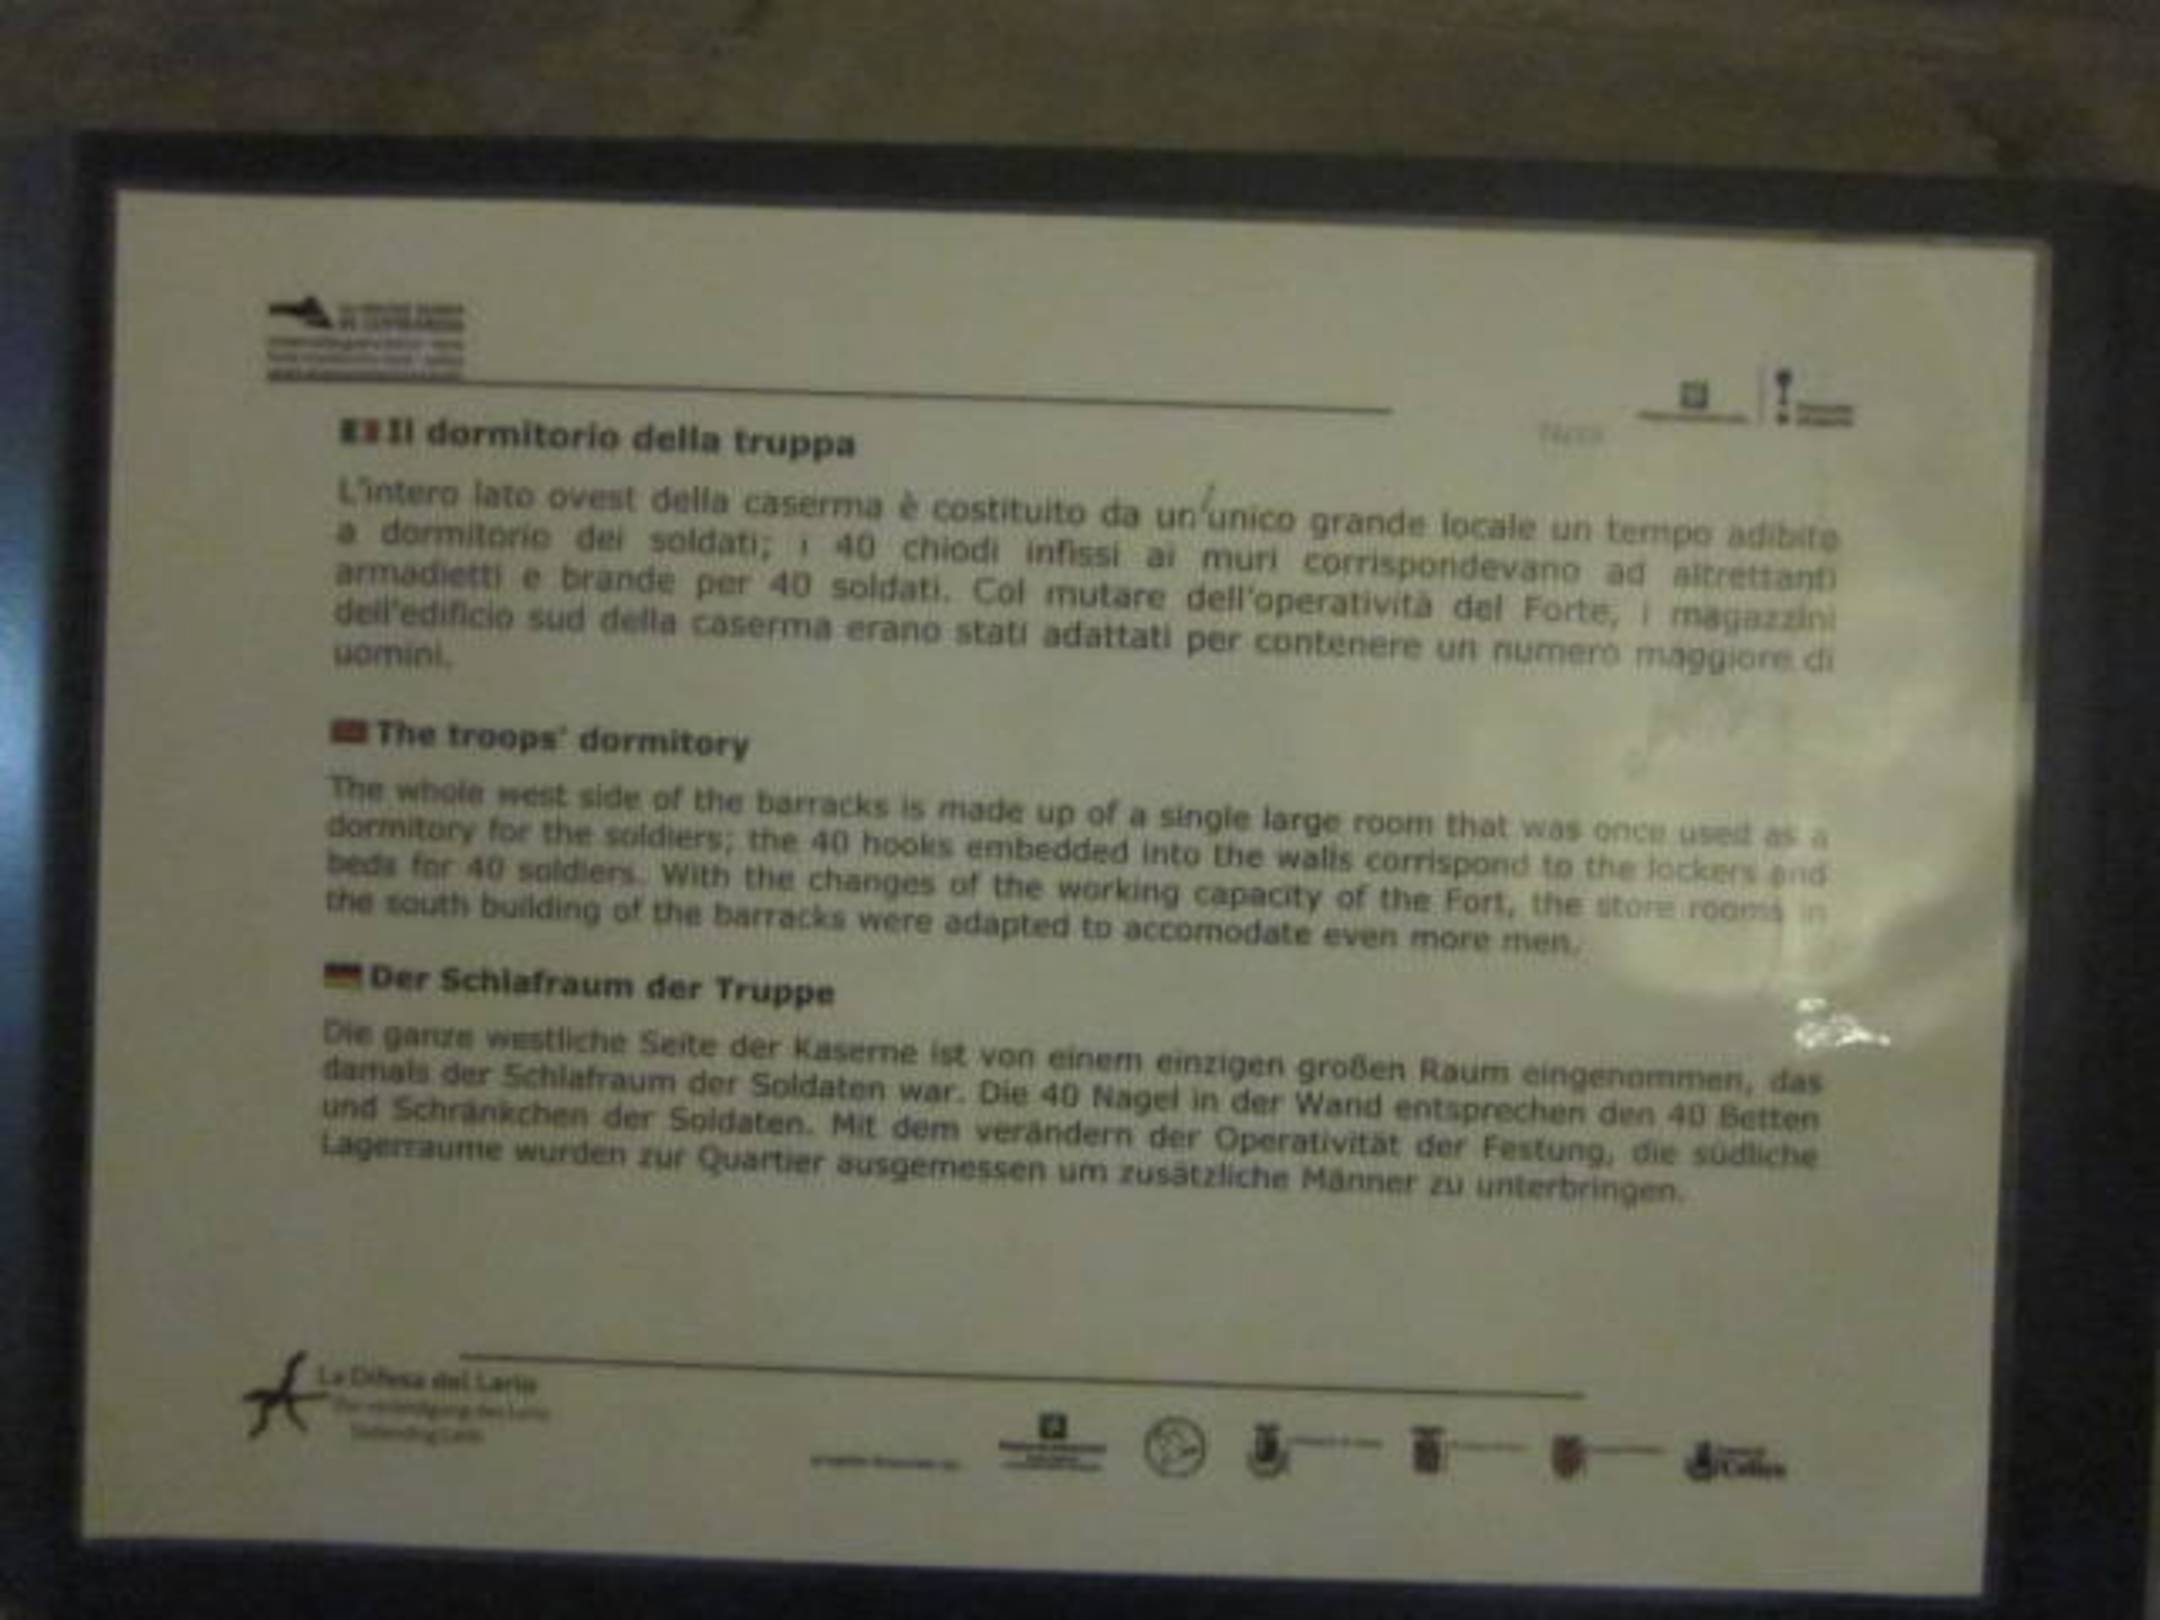 Il dormitorio della truppa
L'intero lato ovest della caserma è costituito da un'unico grande locale un tempo adibito
a dormitorio dei soldati; i 40 chiodi infissi ai muri corrispondevano ad altrettanti
armadietti e brande per 40 soldati. Col mutare dell'operatività del Forte, i magazzini
dell'edificio sud della caserma erano stati adattati per contenere un numero maggiore di
uomini.
The troops' dormitory
The whole west side of the barracks is made up of a single large room that was once used as a
dormitory for the soldiers; the 40 hooks embedded into the walls corrispond to the lockers and
beds for 40 soldiers. With the changes of the working capacity of the Fort, the store rooms in
the south building of the barracks were adapted to accomodate even more men.
Der Schlafraum der Truppe
Die ganze westliche Seite der Kaserne ist von einem einzigen großen Raum eingenommen, das
damals der Schlafraum der Soldaten war. Die 40 Nagel in der Wand entsprechen den 40 Betten
und Schränkchen der Soldaten. Mit dem verändern der Operativität der Festung, die südliche
Lagerraume wurden zur Quartier ausgemessen um zusätzliche Männer zu unterbringen.
La Difesa del Lario
Defending Lario